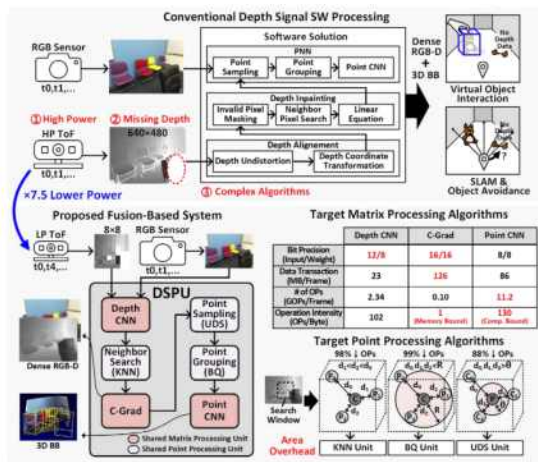 Conventional Depth Signal SW Processing
RGB Sensor
t0,t1,...
① High Power
② Missing Depth
HP ToF
640×480
t0,t1,...
Software Solution
PNN
Point Sampling
Point Grouping
Point CNN
Depth Inpainting
Invalid Pixel Masking
Neighbor Pixel Search
Linear Equation
Depth Alignement
Depth Undistortion
Depth Coordinate Transformation
③ Complex Algorithms
Dense RGB-D + 3D BB
No Depth Data
Virtual Object Interaction
No Depth
?
SLAM & Object Avoidance
×7.5 Lower Power
Proposed Fusion-Based System
LP ToF
8×8
RGB Sensor
t0,t4,...
t0,t1,...
DSPU
Depth CNN
Neighbor Search (KNN)
C-Grad
Point Sampling (UDS)
Point Grouping (BQ)
Point CNN
Dense RGB-D
3D BB
Shared Matrix Processing Unit
Shared Point Processing Unit
Target Matrix Processing Algorithms
Depth CNN C-Grad Point CNN
Bit Precision (Input/Weight) 12/8 16/16 8/8
Data Transaction (MB/Frame) 23 126 86
# of OPs (GOPs/Frame) 2.34 0.10 11.2
Operation Intensity (OPs/Byte) 102 1 (Memory Bound) 130 (Comp. Bound)
Target Point Processing Algorithms
98% ↓ OPs 99% ↓ OPs 88% ↓ OPs
Search Window
Area Overhead
KNN Unit
BQ Unit
UDS Unit